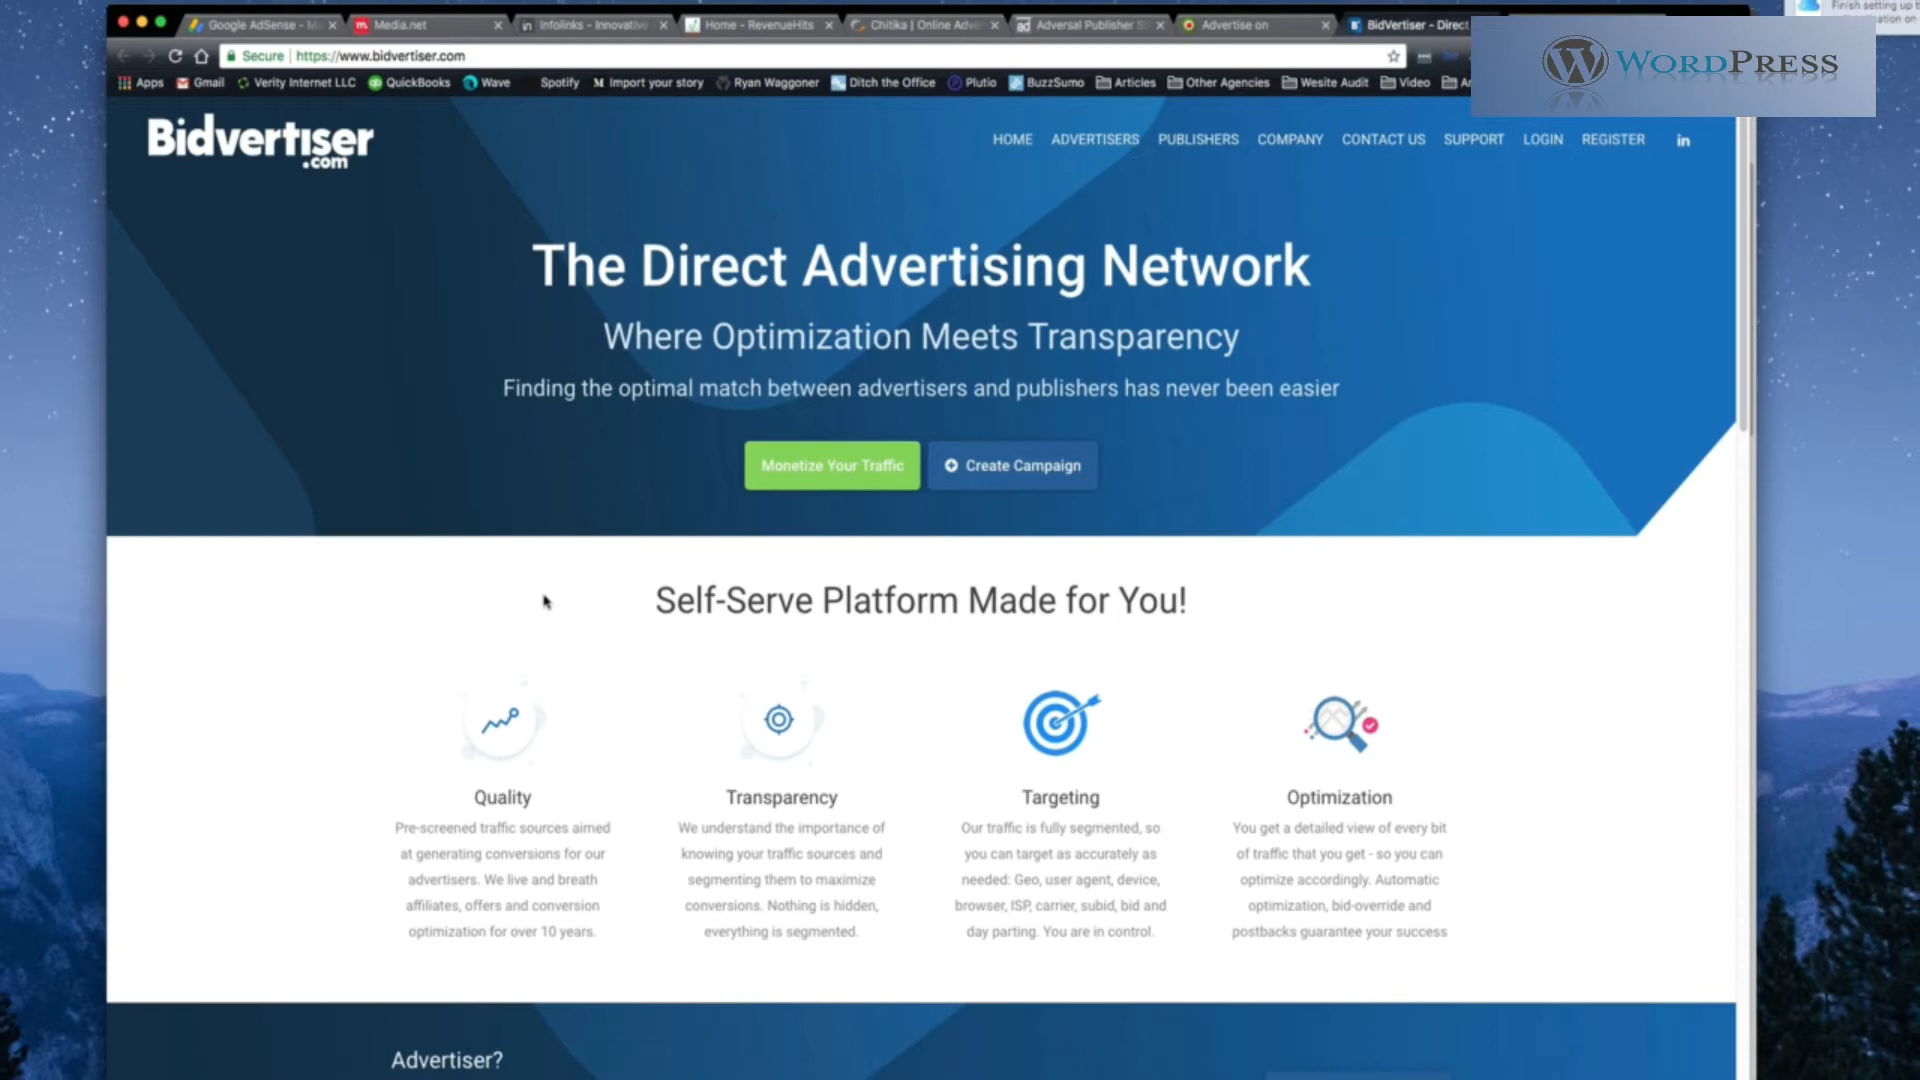 Google AdSense - M
Media.net
Infolinks - Innovative
Home - RevenueHits
Chitika | Online Adve
ad Adversal Publisher S
Advertise on
BidVertiser - Direct
Finish setting up
Secure https://www.bidvertiser.com
WORDPRESS
Apps
Gmail
Verity Internet LLC
QuickBooks
Wave
Spotify
M Import your story
Ryan Waggoner
Ditch the Office
Plutio
BuzzSumo
Articles
Other Agencies
Wesite Audit
Video
Bidvertiser
.com
HOME ADVERTISERS PUBLISHERS COMPANY CONTACT US SUPPORT LOGIN REGISTER in
The Direct Advertising Network
Where Optimization Meets Transparency
Finding the optimal match between advertisers and publishers has never been easier
Monetize Your Traffic
Create Campaign
Self-Serve Platform Made for You!
Quality
Pre-screened traffic sources aimed
at generating conversions for our
advertisers. We live and breath
affiliates, offers and conversion
optimization for over 10 years.
Transparency
We understand the importance of
knowing your traffic sources and
segmenting them to maximize
conversions. Nothing is hidden,
everything is segmented.
Targeting
Our traffic is fully segmented, so
you can target as accurately as
needed: Geo, user agent, device,
browser, ISP, carrier, subid, bid and
day parting. You are in control.
Optimization
You get a detailed view of every bit
of traffic that you get - so you can
optimize accordingly. Automatic
optimization, bid-override and
postbacks guarantee your success
Advertiser?